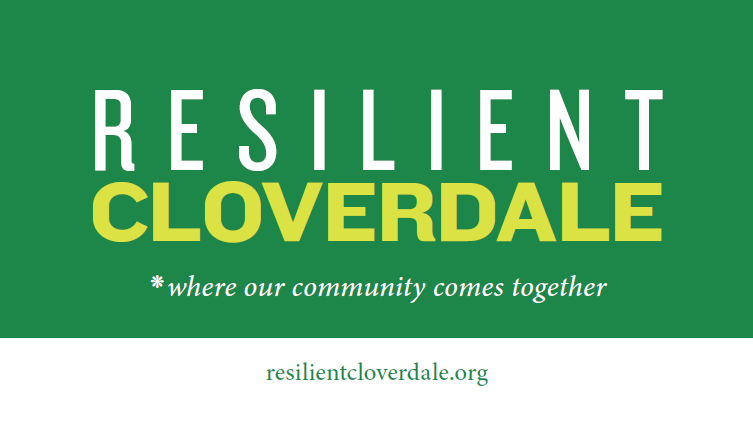 RESILIENT
CLOVERDALE
*where our community comes together
resilientcloverdale.org